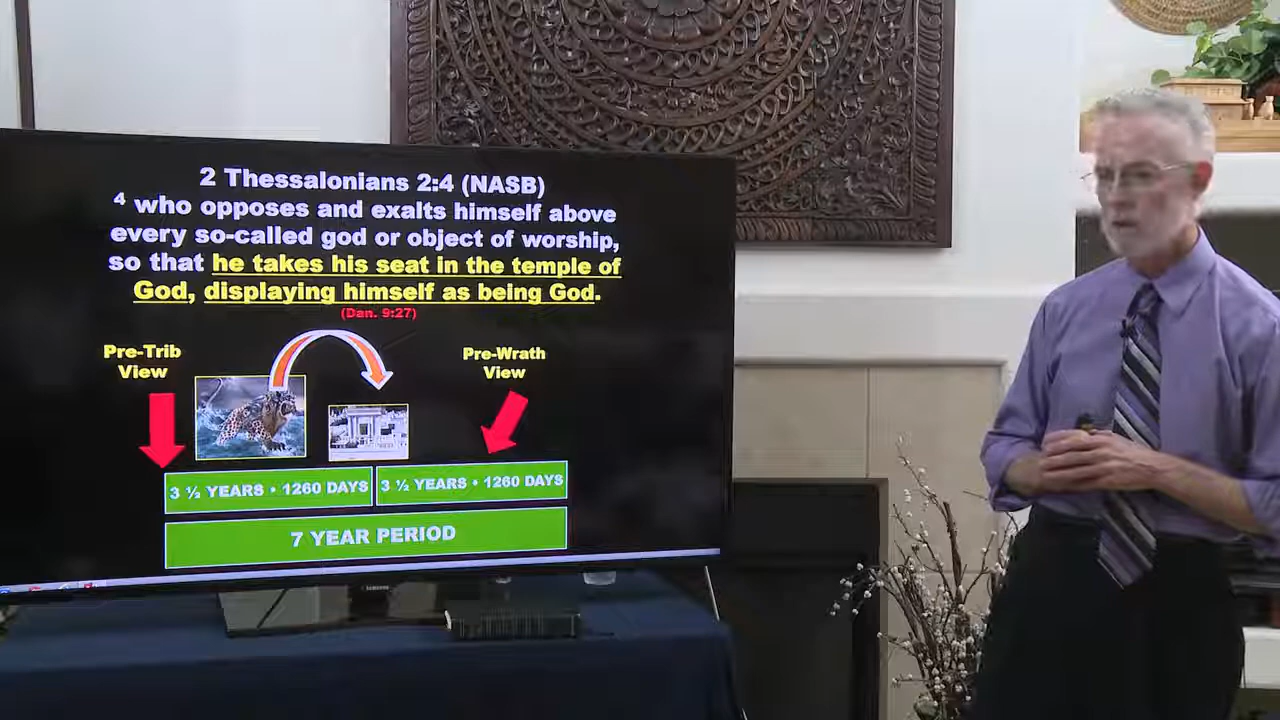 2 Thessalonians 2:4 (NASB)
4 who opposes and exalts himself above
every so-called god or object of worship,
so that he takes his seat in the temple of
God, displaying himself as being God.
(Dan. 9:27)
Pre-Trib
View
Pre-Wrath
View
3 ½ YEARS • 1260 DAYS
3 ½ YEARS • 1260 DAYS
7 YEAR PERIOD
SAMSUNG